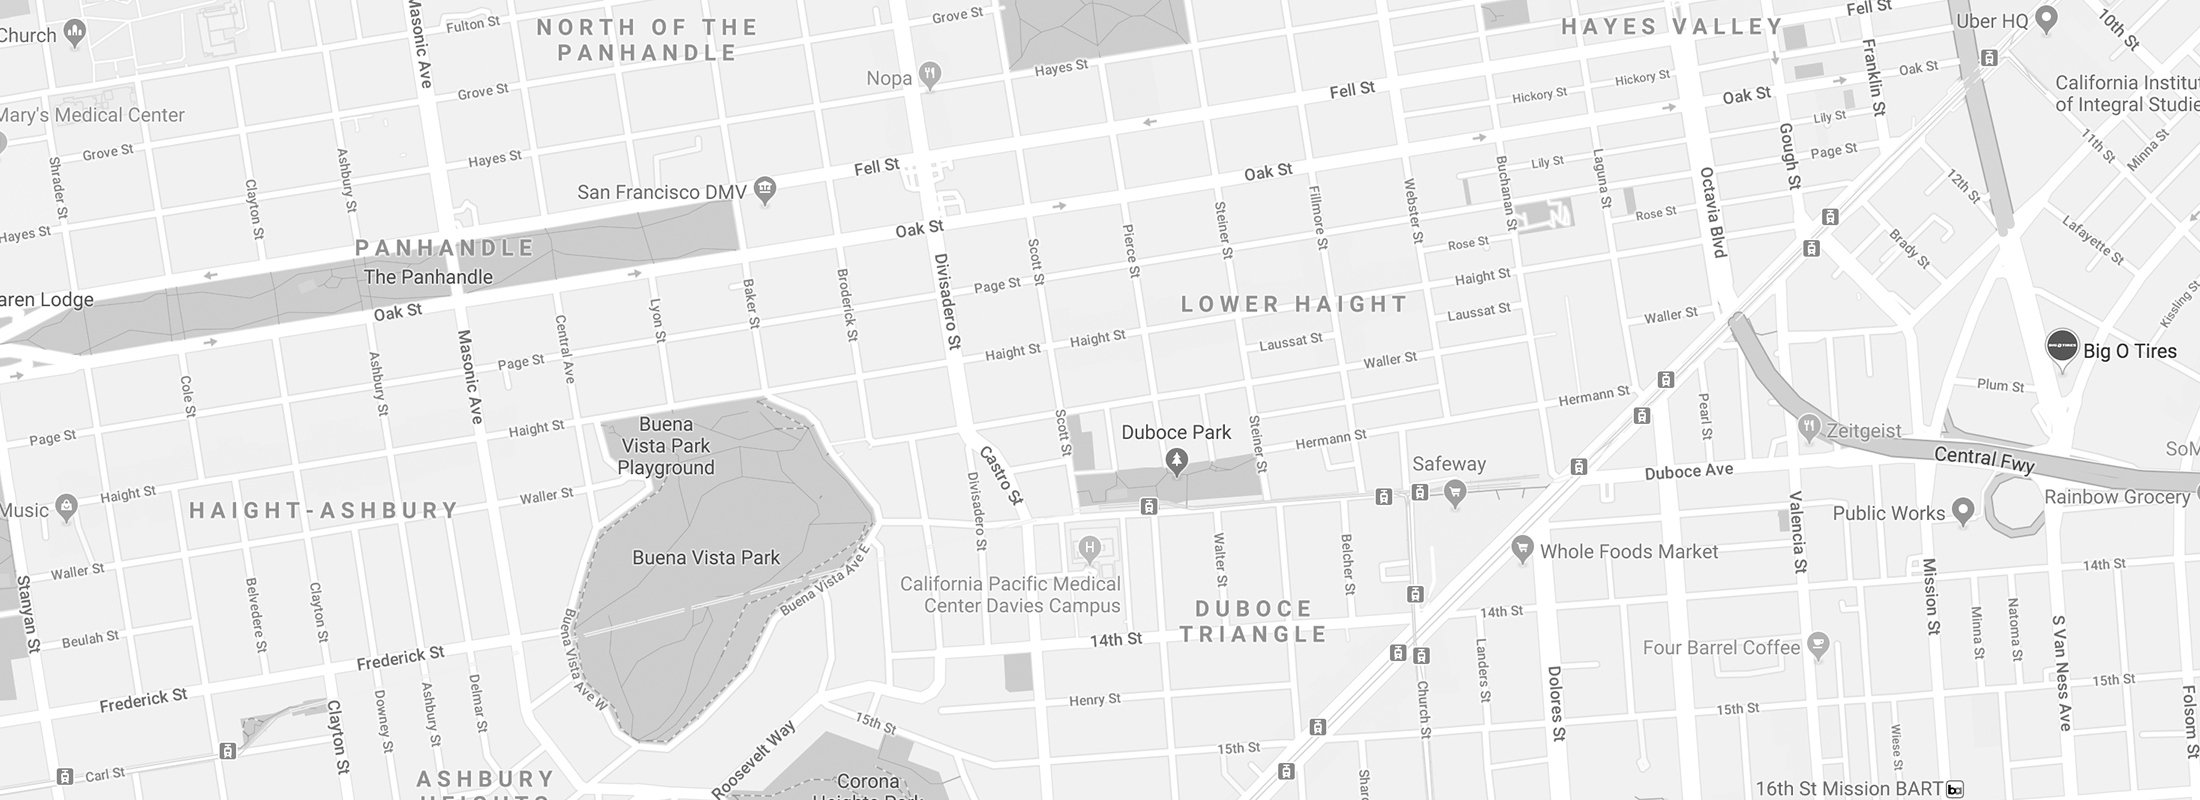 Church
Fulton St
Masonic Ave
NORTH OF THE
PANHANDLE
Grove St
HAYES VALLEY
Fell St
Uber HQ
10th St
Nopa
Hayes St
Franklin St
Oak St
Mary's Medical Center
Grove St
Fell St
Hickory St
Hickory St
Oak St
California Institut
of Integral Studie
Grove St
Hayes St
Lily St
11th St
Minna St
Shrader St
Ashbury St
Clayton St
San Francisco DMV
Fell St
Oak St
Lily St
Page St
Gough St
Laguna St
Buchanan St
Octavia Blvd
12th St
Webster St
Fillmore St
Steiner St
Hayes St
PANHANDLE
The Panhandle
Oak St
Pierce St
Scott St
Rose St
Rose St
Brady St
Lafayette St
aren Lodge
Oak St
Lyon St
Baker St
Broderick St
Divisadero St
Page St
LOWER HAIGHT
Haight St
Laussat St
Waller St
Kissling St
Masonic Ave
Central Ave
Page St
Haight St
Haight St
Laussat St
Waller St
Big O Tires
Cole St
Ashbury St
Hermann St
Plum St
Page St
Haight St
Buena
Vista Park
Playground
Scott St
Duboce Park
Steiner St
Hermann St
Pearl St
Zeitgeist
Castro St
Safeway
Duboce Ave
Central Fwy
SoM
Music
Haight St
HAIGHT-ASHBURY
Waller St
Divisadero St
Valencia St
Public Works
Rainbow Grocery
Buena Vista Park
Buena Vista Ave E
Walter St
Belcher St
Whole Foods Market
Waller St
Stanyan St
Belvedere St
Clayton St
California Pacific Medical
Center Davies Campus
DUBOCE
TRIANGLE
14th St
14th St
Mission St
Minna St
Natoma St
S Van Ness Ave
Beulah St
Buena Vista Ave W
14th St
Landers St
Four Barrel Coffee
Frederick St
Frederick St
Downey St
Ashbury St
Delmar St
Henry St
Church St
Dolores St
15th St
15th St
Folsom St
Clayton St
Roosevelt Way
15th St
15th St
Wiese St
Carl St
ASHBURY
HEIGHTS
Corona
Heights Park
Sharo
16th St Mission BART